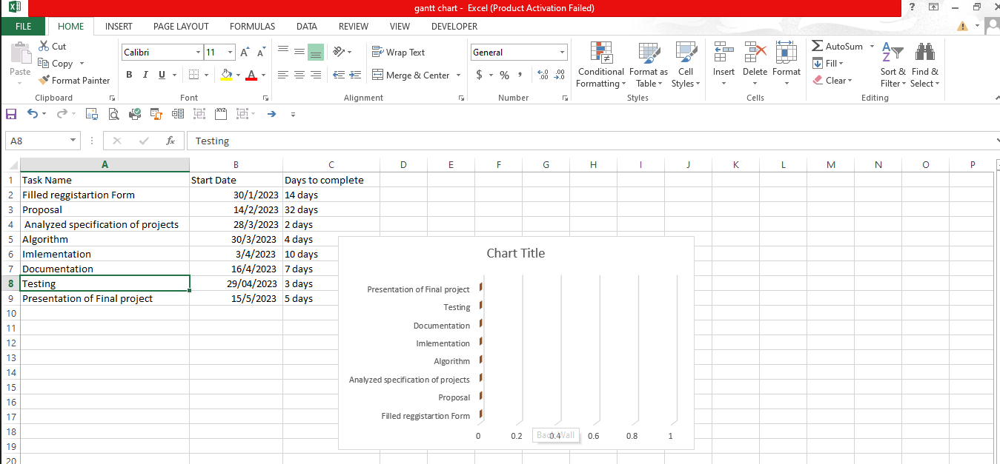 gantt chart - Excel (Product Activation Failed)
?
FILE HOME INSERT PAGE LAYOUT FORMULAS DATA REVIEW VIEW DEVELOPER
Paste
Cut
Copy
Format Painter
Clipboard
Calibri 11
B I U
Font
Wrap Text
Merge & Center
Alignment
General
$ % ,
Number
Conditional Formatting
Format as Table
Cell Styles
Styles
Insert Delete Format
Cells
AutoSum
Fill
Clear
Sort & Filter
Find & Select
Editing
A8 fx Testing
A B C D E F G H I J K L M N O P
1 Task Name Start Date Days to complete
2 Filled reggistartion Form 30/1/2023 14 days
3 Proposal 14/2/2023 32 days
4 Analyzed specification of projects 28/3/2023 2 days
5 Algorithm 30/3/2023 4 days
6 Imlementation 3/4/2023 10 days
7 Documentation 16/4/2023 7 days
8 Testing 29/04/2023 3 days
9 Presentation of Final project 15/5/2023 5 days
10
11
12
13
14
15
16
17
18
19
20
Chart Title
Presentation of Final project
Testing
Documentation
Imlementation
Algorithm
Analyzed specification of projects
Proposal
Filled reggistartion Form
0 0.2 0.4 0.6 0.8 1
Back Wall